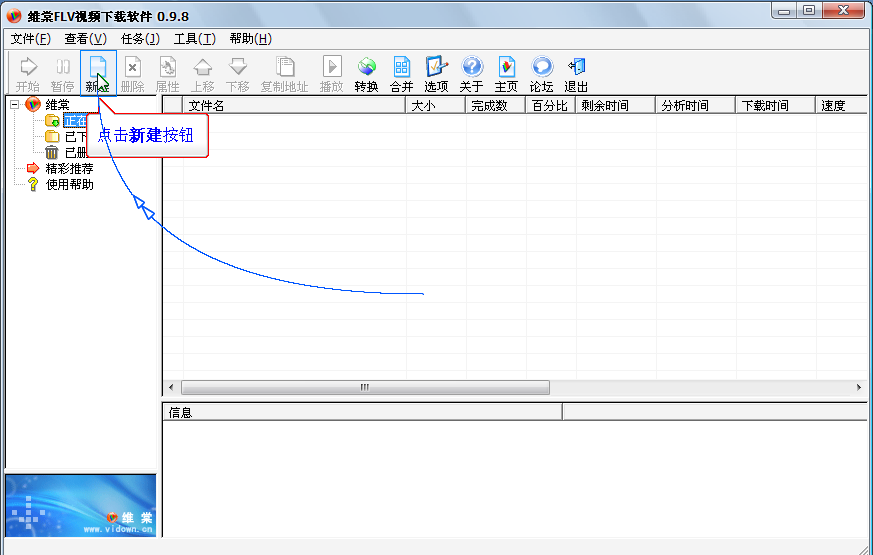 维棠FLV视频下载软件 0.9.8
文件(F) 查看(V) 任务(J) 工具(T) 帮助(H)
开始 暂停 新建 删除 属性 上移 下移 复制地址 播放 转换 合并 选项 关于 主页 论坛 退出
维棠
正在
已下
已删
精彩推荐
使用帮助
点击新建按钮
文件名 大小 完成数 百分比 剩余时间 分析时间 下载时间 速度
信息
维棠
www.vidown.cn